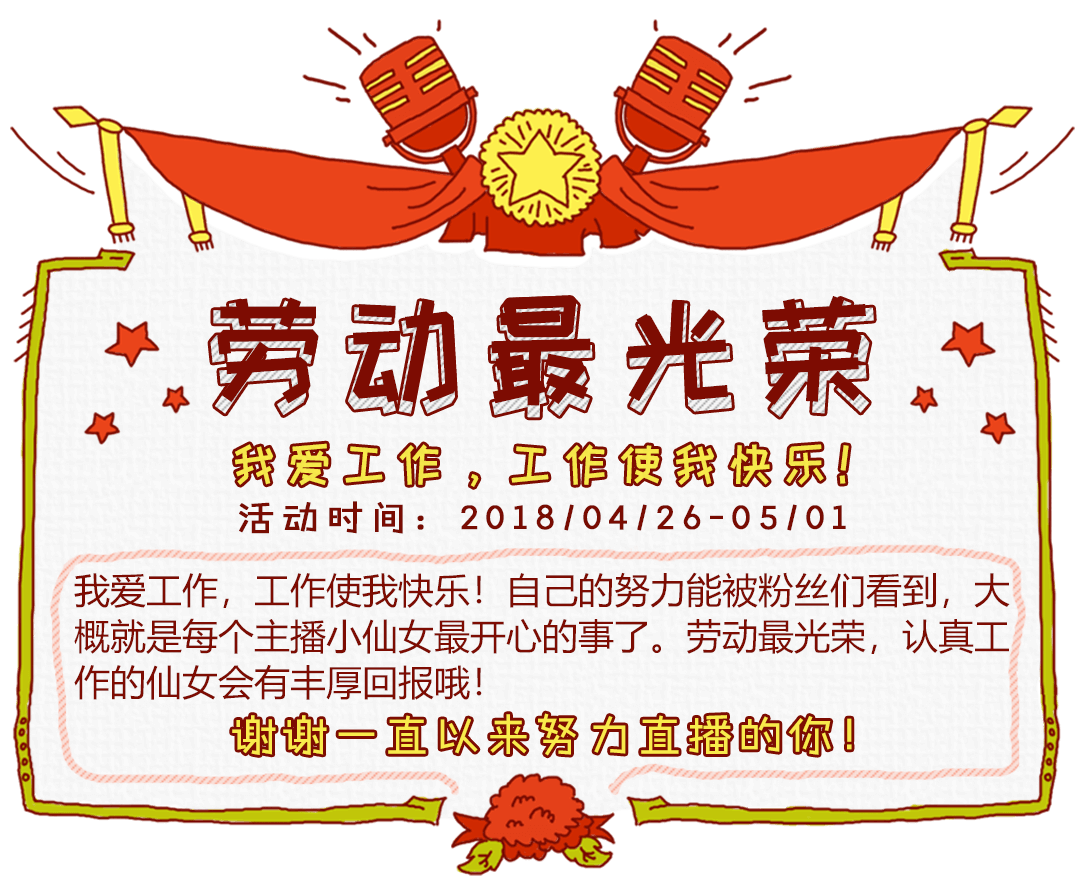 劳动最光荣
我爱工作，工作使我快乐！
活动时间：2018/04/26-05/01
我爱工作，工作使我快乐！自己的努力能被粉丝们看到，大
概就是每个主播小仙女最开心的事了。劳动最光荣，认真工
作的仙女会有丰厚回报哦！
谢谢一直以来努力直播的你！